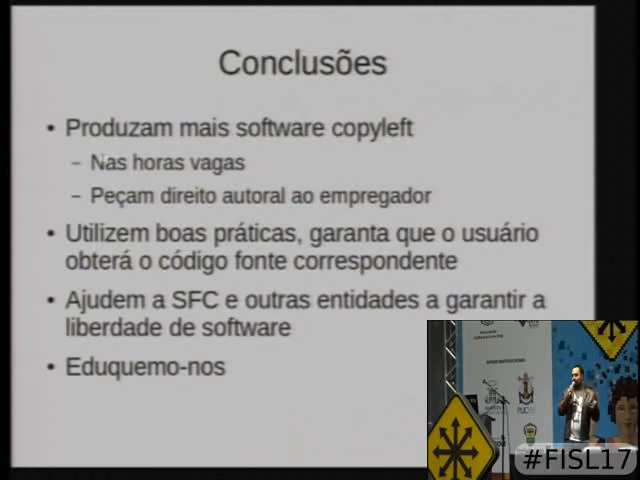 Conclusões
• Produzam mais software copyleft
– Nas horas vagas
– Peçam direito autoral ao empregador
• Utilizem boas práticas, garanta que o usuário
obterá o código fonte correspondente
• Ajudem a SFC e outras entidades a garantir a
liberdade de software
• Eduquemo-nos
#FISL17